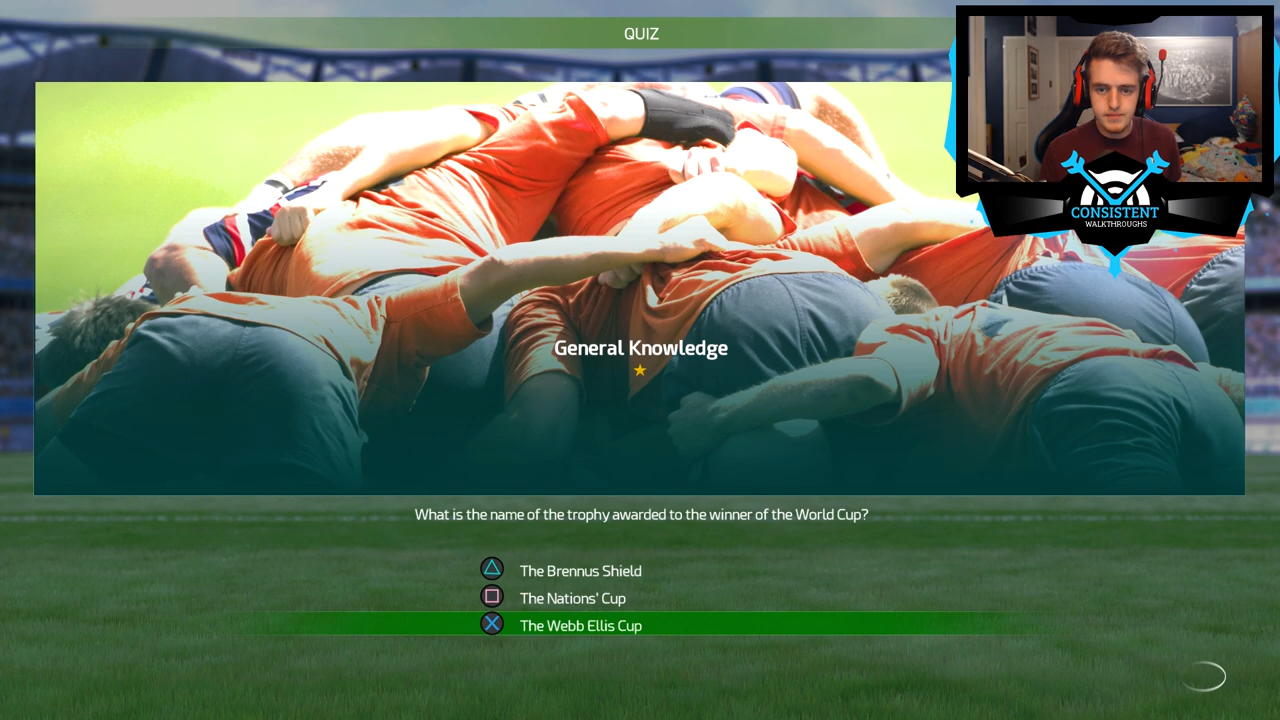 QUIZ
CONSISTENT
WALKTHROUGHS
General Knowledge
What is the name of the trophy awarded to the winner of the World Cup?
The Brennus Shield
The Nations' Cup
The Webb Ellis Cup